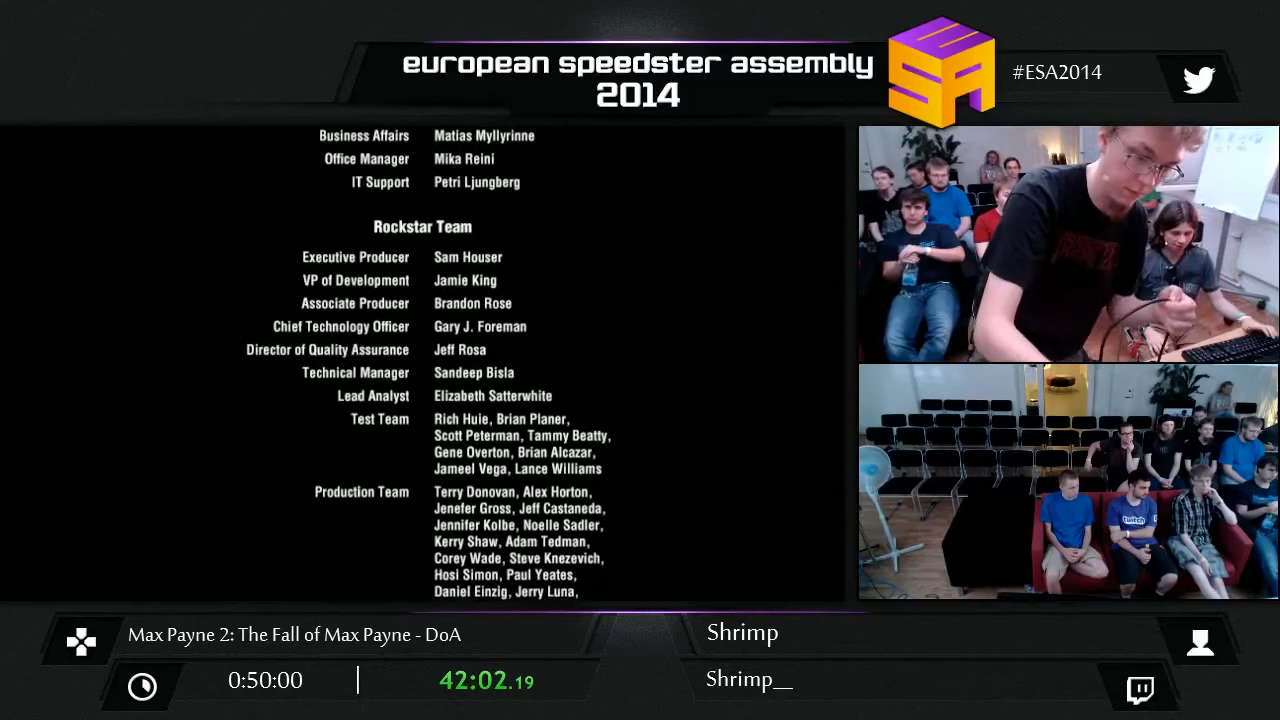 european speedster assembly
2014
SA
#ESA2014
Business Affairs Matias Myllyrinne
Office Manager Mika Reini
IT Support Petri Ljungberg
Rockstar Team
Executive Producer Sam Houser
VP of Development Jamie King
Associate Producer Brandon Rose
Chief Technology Officer Gary J. Foreman
Director of Quality Assurance Jeff Rosa
Technical Manager Sandeep Bisla
Lead Analyst Elizabeth Satterwhite
Test Team Rich Huie, Brian Planer,
Scott Peterman, Tammy Beatty,
Gene Overton, Brian Alcazar,
Jameel Vega, Lance Williams
Production Team Terry Donovan, Alex Horton,
Jenefer Gross, Jeff Castaneda,
Jennifer Kolbe, Noelle Sadler,
Kerry Shaw, Adam Tedman,
Corey Wade, Steve Knezevich,
Hosi Simon, Paul Yeates,
Daniel Einzig, Jerry Luna,
twitch
Max Payne 2: The Fall of Max Payne - DoA
Shrimp
0:50:00
42:02.19
Shrimp__